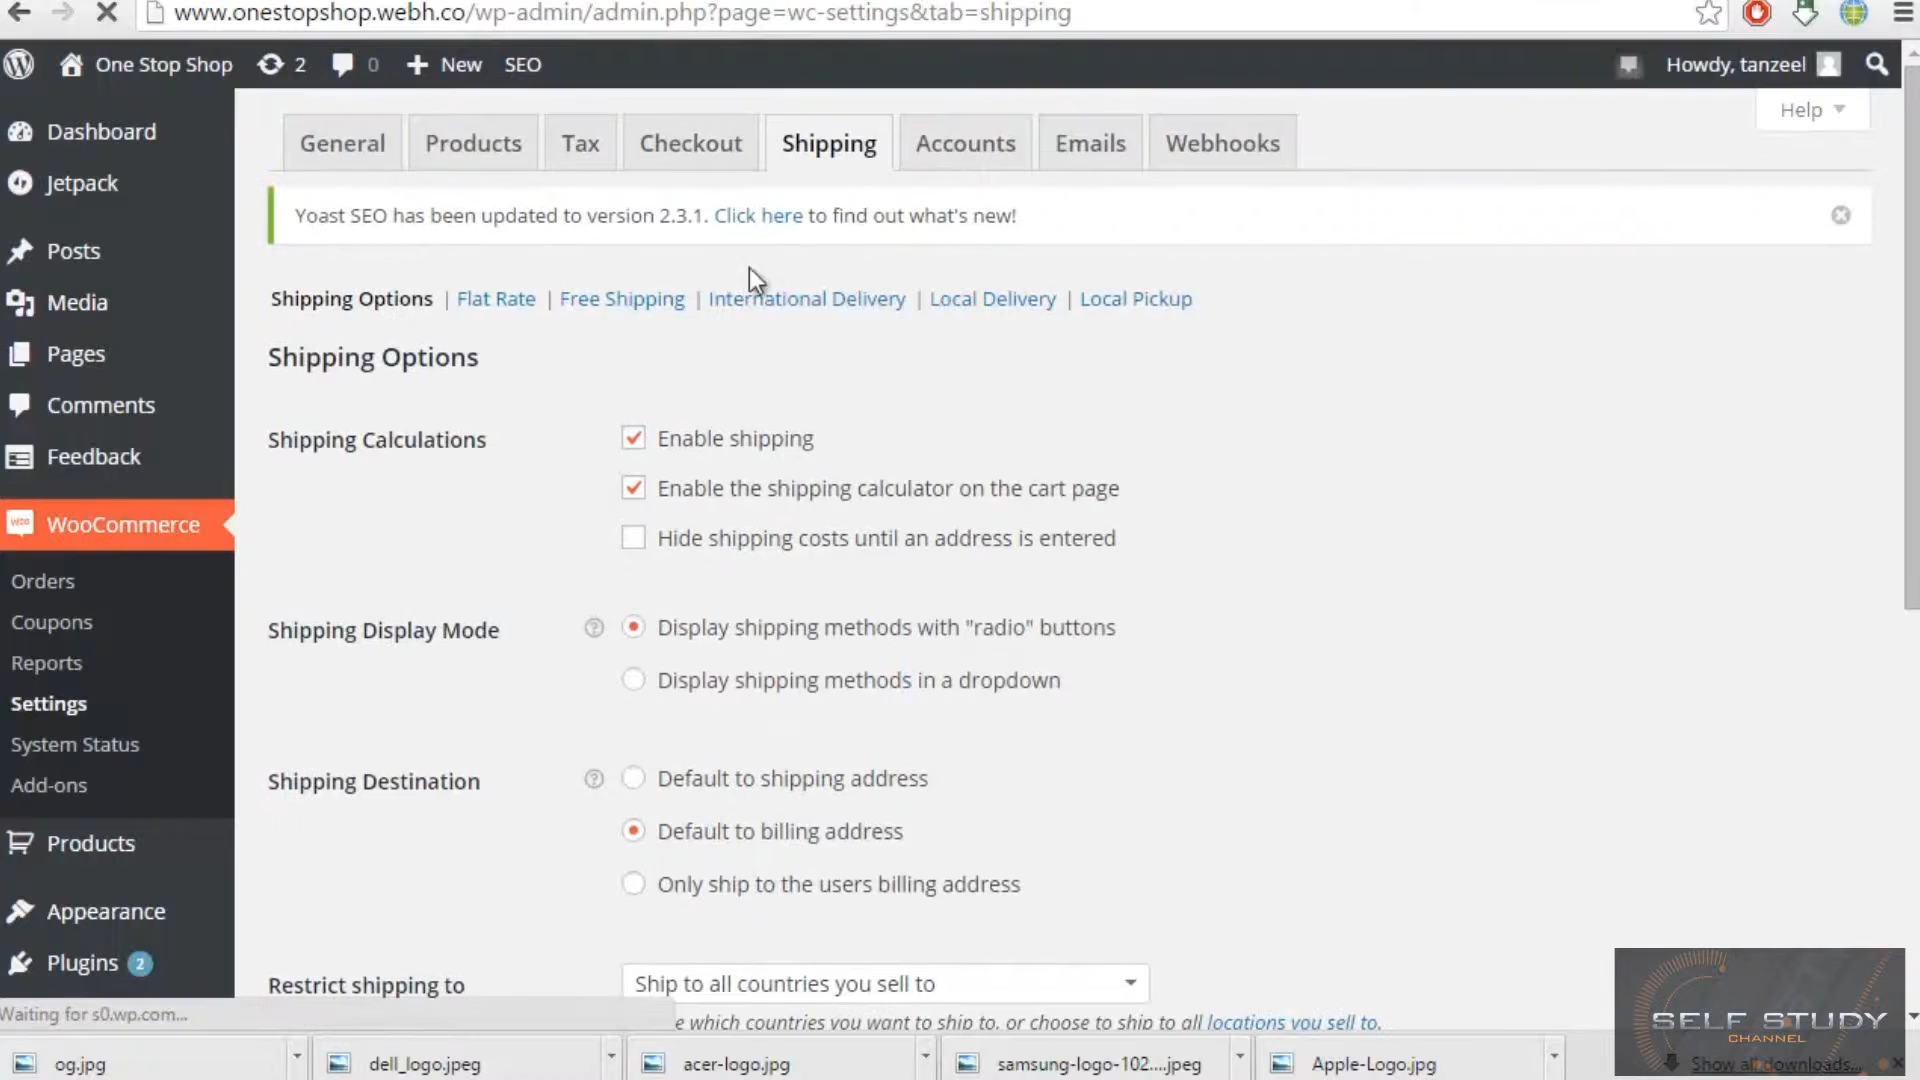 www.onestopshop.webh.co/wp-admin/admin.php?page=wc-settings&tab=shipping
One Stop Shop
2
0
New
SEO
Howdy, tanzeel
Help
General
Products
Tax
Checkout
Shipping
Accounts
Emails
Webhooks
Dashboard
Jetpack
Posts
Media
Pages
Comments
Feedback
WooCommerce
Orders
Coupons
Reports
Settings
System Status
Add-ons
Products
Appearance
Plugins 2
Yoast SEO has been updated to version 2.3.1. Click here to find out what's new!
Shipping Options | Flat Rate | Free Shipping | International Delivery | Local Delivery | Local Pickup
Shipping Options
Shipping Calculations
Enable shipping
Enable the shipping calculator on the cart page
Hide shipping costs until an address is entered
Shipping Display Mode
Display shipping methods with "radio" buttons
Display shipping methods in a dropdown
Shipping Destination
Default to shipping address
Default to billing address
Only ship to the users billing address
Restrict shipping to
Ship to all countries you sell to
which countries you want to ship to, or choose to ship to all locations you sell to.
Waiting for s0.wp.com...
og.jpg
dell_logo.jpeg
acer-logo.jpg
samsung-logo-102....jpeg
Apple-Logo.jpg
SELF STUDY
CHANNEL
Show all downloads...